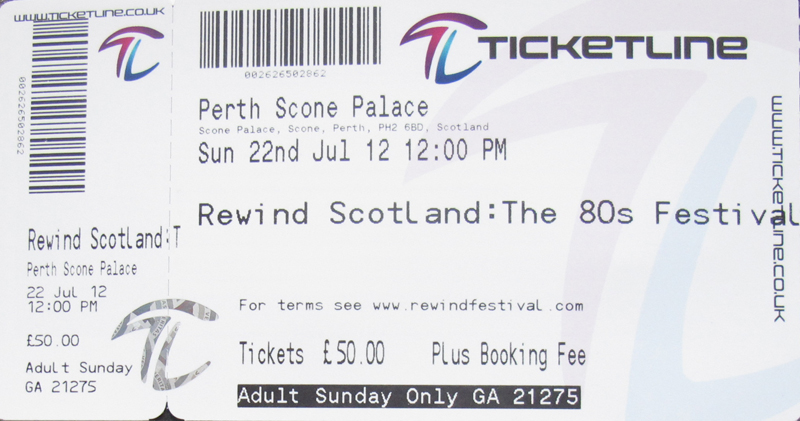 www.ticketline.co.uk
002626502862
Rewind Scotland:T
Perth Scone Palace
22 Jul 12
12:00 PM
£50.00
Adult Sunday
GA 21275
002626502862
TICKETLINE
Perth Scone Palace
Scone Palace, Scone, Perth, PH2 6BD, Scotland
Sun 22nd Jul 12 12:00 PM
Rewind Scotland:The 80s Festival
For terms see www.rewindfestival.com
Tickets £50.00 Plus Booking Fee
Adult Sunday Only GA 21275
www.ticketline.co.uk